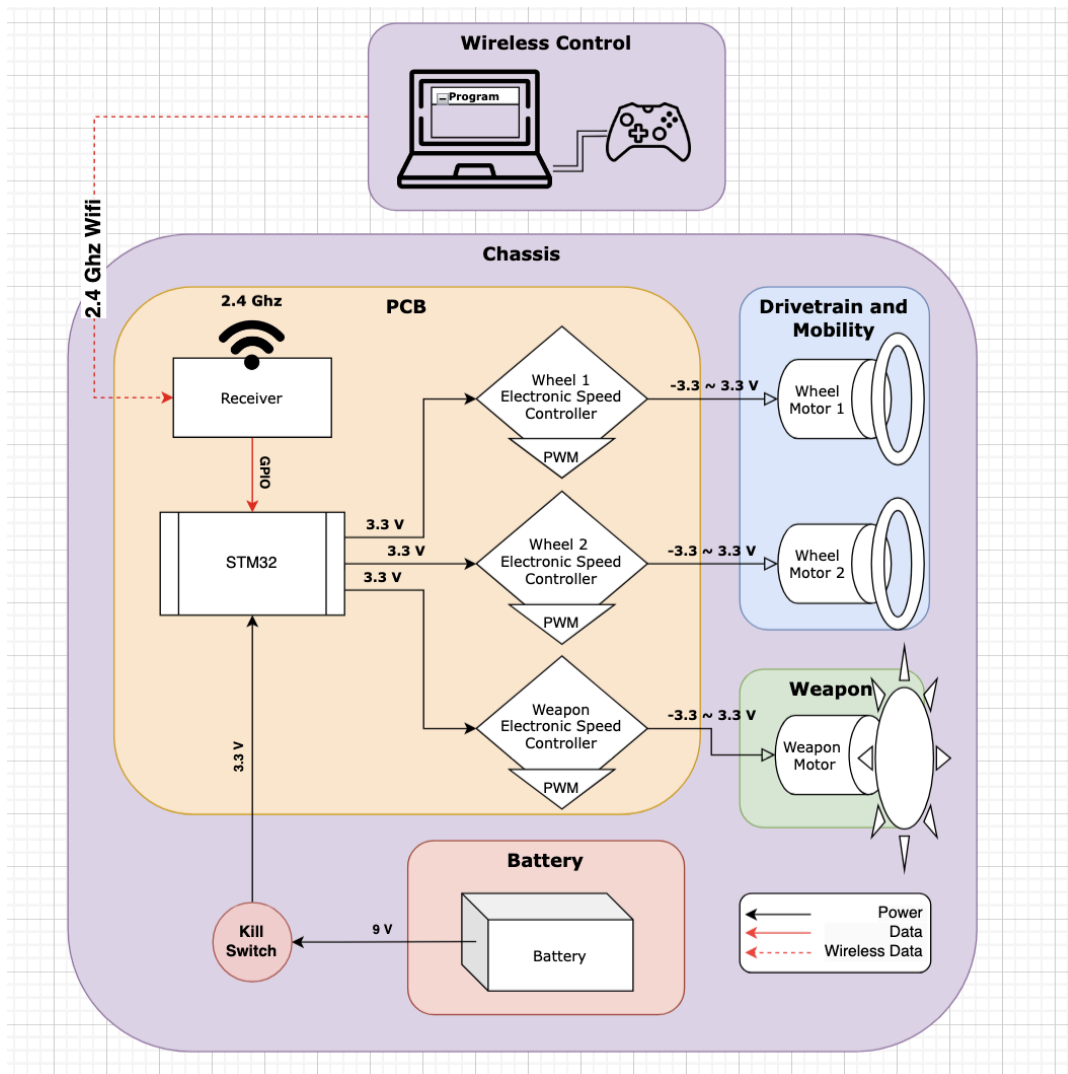 Wireless Control
Program
2.4 Ghz Wifi
Chassis
PCB
2.4 Ghz
Receiver
GPIO
STM32
3.3 V
3.3 V
3.3 V
Wheel 1
Electronic Speed
Controller
PWM
-3.3 ~ 3.3 V
Wheel 2
Electronic Speed
Controller
PWM
-3.3 ~ 3.3 V
Weapon
Electronic Speed
Controller
PWM
-3.3 ~ 3.3 V
Drivetrain and
Mobility
Wheel
Motor 1
Wheel
Motor 2
Weapon
Weapon
Motor
3.3 V
Kill
Switch
9 V
Battery
Battery
Power
Data
Wireless Data